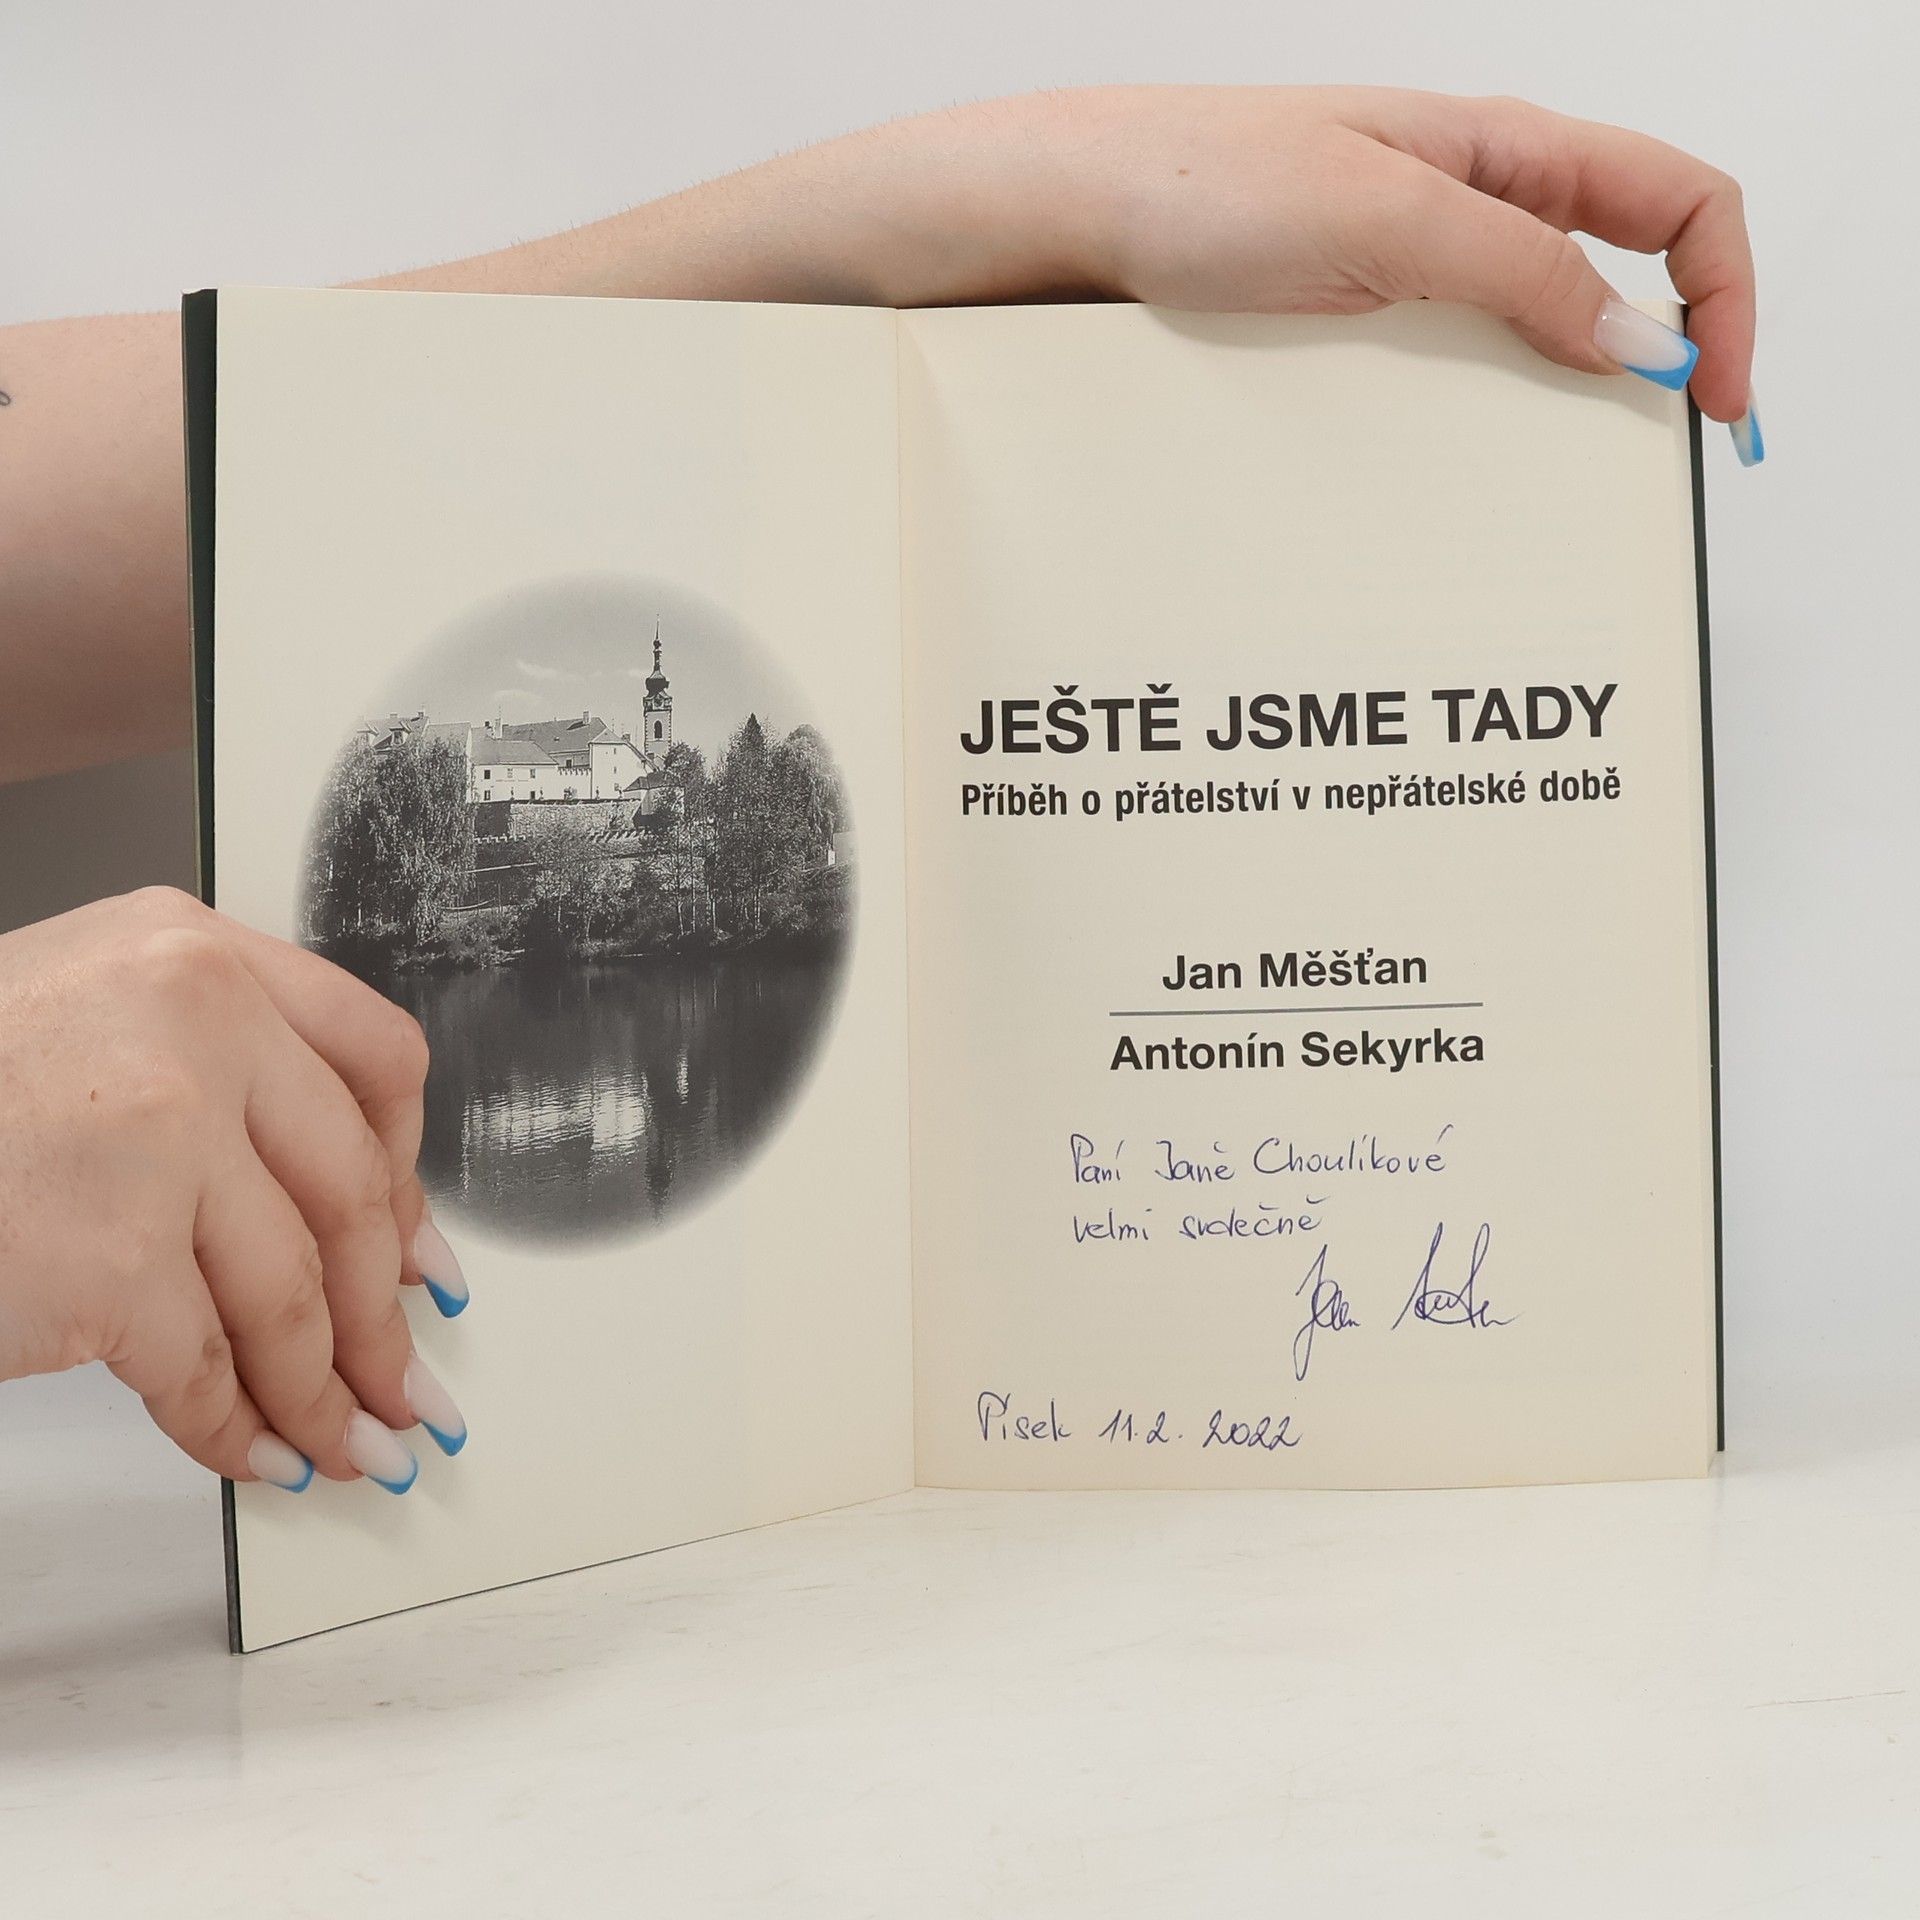 JEŠTĚ JSME TADY
Příběh o přátelství v nepřátelské době
Jan Měšťan
Antonín Sekyrka
Paní Janě Choulíkové
velmi srdečně
Jan
Písek 11.2. 2022